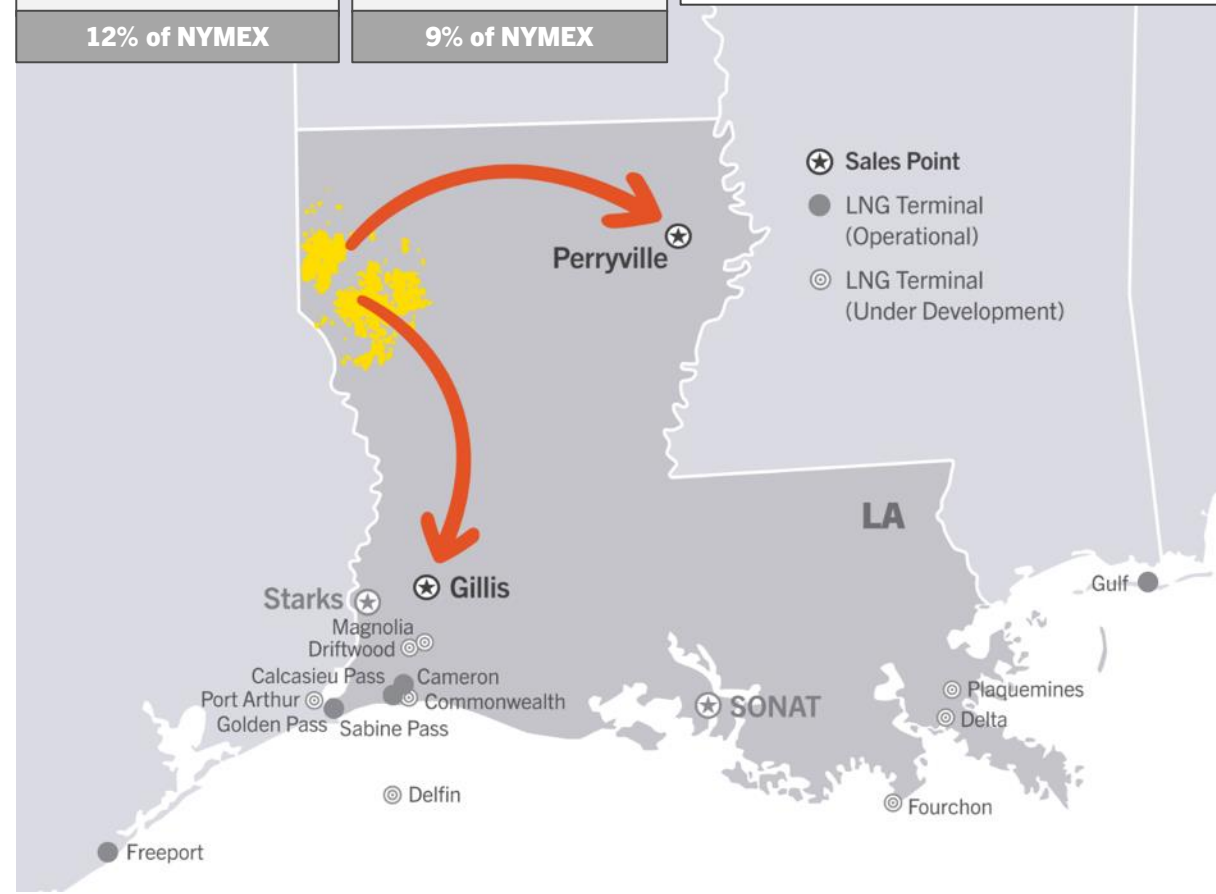 12% of NYMEX
9% of NYMEX
Sales Point
LNG Terminal
(Operational)
LNG Terminal
(Under Development)
Perryville
LA
Gillis
Starks
Gulf
Magnolia
Driftwood
Calcasieu Pass
Cameron
Port Arthur
Commonwealth
Golden Pass
Sabine Pass
SONAT
Plaquemines
Delta
Delfin
Fourchon
Freeport